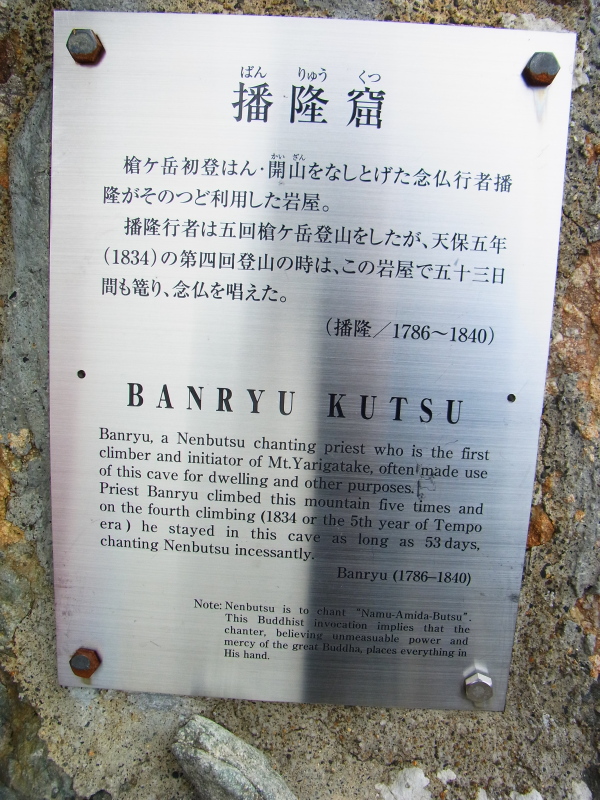 ばん りゅう くつ
播隆窟
槍ケ岳初登はん・開山をなしとげた念仏行者播
かい ざん
隆がそのつど利用した岩屋。
播隆行者は五回槍ケ岳登山をしたが、天保五年
(1834)の第四回登山の時は、この岩屋で五十三日
間も篭り、念仏を唱えた。
(播隆／1786〜1840)
BANRYU KUTSU
Banryu, a Nenbutsu chanting priest who is the first
climber and initiator of Mt.Yarigatake, often made use
of this cave for dwelling and other purposes.
Priest Banryu climbed this mountain five times and
on the fourth climbing (1834 or the 5th year of Tempo
era) he stayed in this cave as long as 53 days,
chanting Nenbutsu incessantly.
Banryu (1786–1840)
Note: Nenbutsu is to chant "Namu-Amida-Butsu".
This Buddhist invocation implies that the
chanter, believing unmeasuable power and
mercy of the great Buddha, places everything in
His hand.